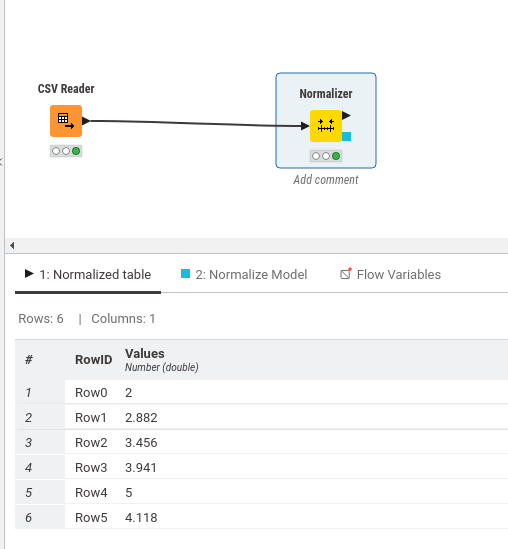 CSV Reader
Normalizer
Add comment
1: Normalized table 2: Normalize Model Flow Variables
Rows: 6 | Columns: 1
# RowID Values
Number (double)
1 Row0 2
2 Row1 2.882
3 Row2 3.456
4 Row3 3.941
5 Row4 5
6 Row5 4.118